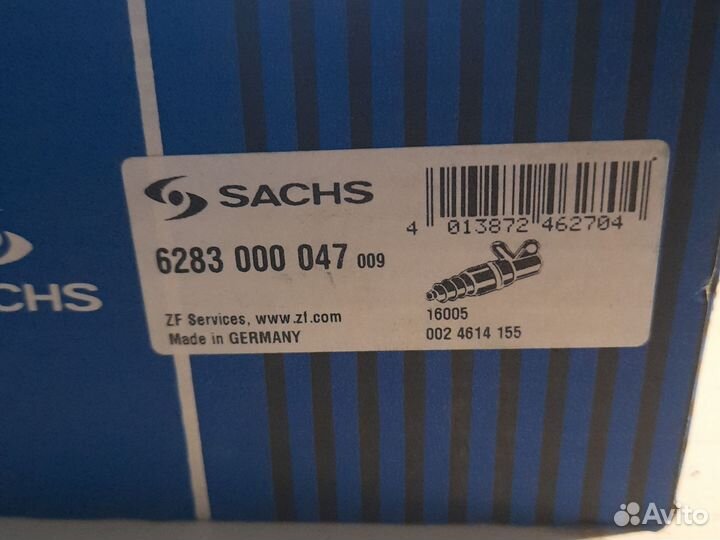 SACHS
4 013872 462704
6283 000 047 009
16005
ZF Services, www.zf.com
Made in GERMANY
002 4614 155
CHS
Avito